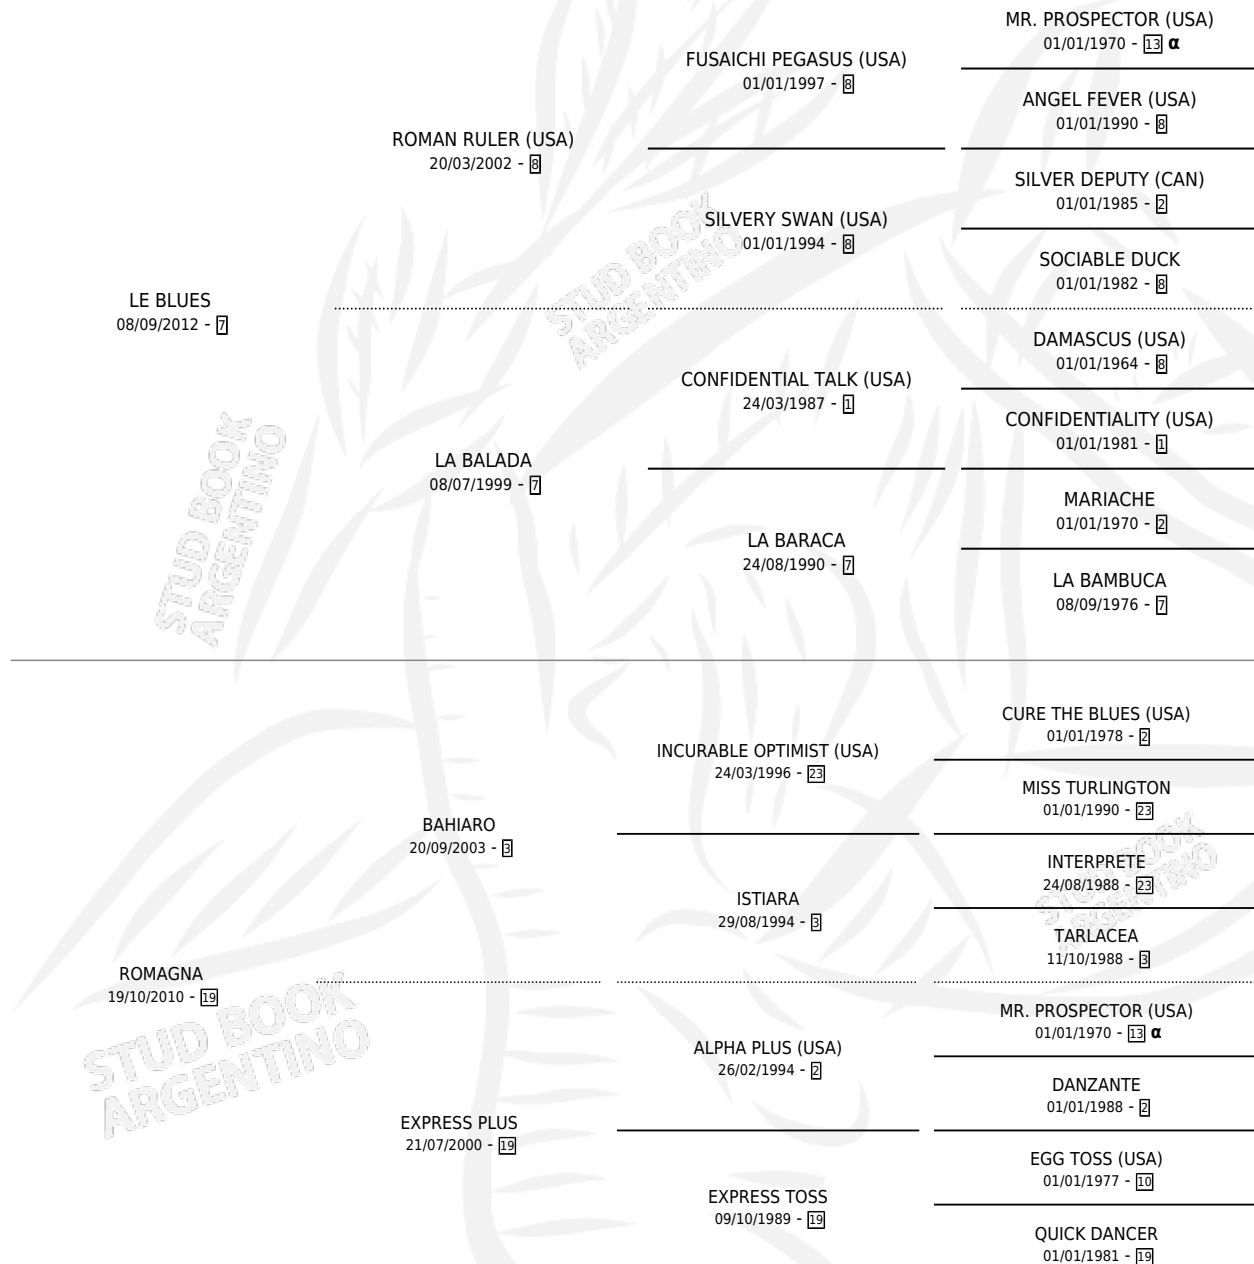 MR. PROSPECTOR (USA)
01/01/1970 - 13 α
FUSAICHI PEGASUS (USA)
01/01/1997 - 8
ANGEL FEVER (USA)
01/01/1990 - 8
ROMAN RULER (USA)
20/03/2002 - 8
SILVER DEPUTY (CAN)
01/01/1985 - 2
SILVERY SWAN (USA)
01/01/1994 - 8
SOCIABLE DUCK
01/01/1982 - 8
LE BLUES
08/09/2012 - 7
DAMASCUS (USA)
01/01/1964 - 8
CONFIDENTIAL TALK (USA)
24/03/1987 - 1
CONFIDENTIALITY (USA)
01/01/1981 - 1
LA BALADA
08/07/1999 - 7
MARIACHE
01/01/1970 - 2
LA BARACA
24/08/1990 - 7
LA BAMBUCA
08/09/1976 - 7
CURE THE BLUES (USA)
01/01/1978 - 2
INCURABLE OPTIMIST (USA)
24/03/1996 - 23
MISS TURLINGTON
01/01/1990 - 23
BAHIARO
20/09/2003 - 3
INTERPRETE
24/08/1988 - 23
ISTIARA
29/08/1994 - 3
TARLACEA
11/10/1988 - 3
ROMAGNA
19/10/2010 - 19
MR. PROSPECTOR (USA)
01/01/1970 - 13 α
ALPHA PLUS (USA)
26/02/1994 - 2
DANZANTE
01/01/1988 - 2
EXPRESS PLUS
21/07/2000 - 19
EGG TOSS (USA)
01/01/1977 - 10
EXPRESS TOSS
09/10/1989 - 19
QUICK DANCER
01/01/1981 - 19
STUD BOOK
ARGENTINO
STUD BOOK
ARGENTINO
STUD BOOK
ARGENTINO
STUD BOOK
ARGENTINO